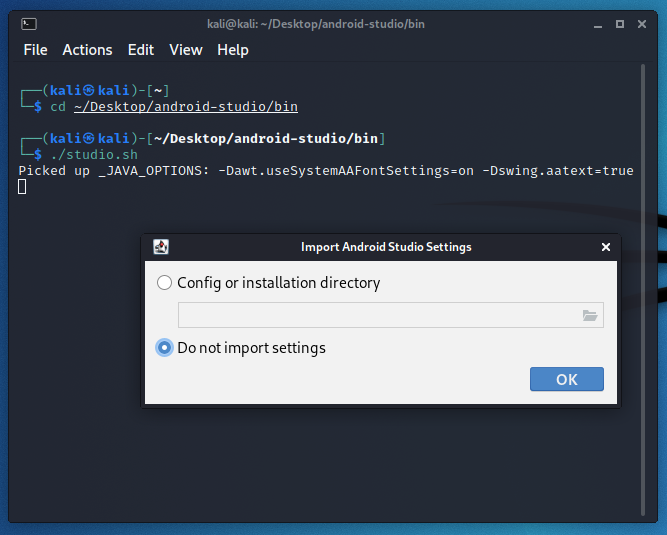 kali@kali: ~/Desktop/android-studio/bin
File Actions Edit View Help
┌──(kali㉿kali)-[~]
└─$ cd ~/Desktop/android-studio/bin
┌──(kali㉿kali)-[~/Desktop/android-studio/bin]
└─$ ./studio.sh
Picked up _JAVA_OPTIONS: -Dawt.useSystemAAFontSettings=on -Dswing.aatext=true
Import Android Studio Settings
Config or installation directory
Do not import settings
OK